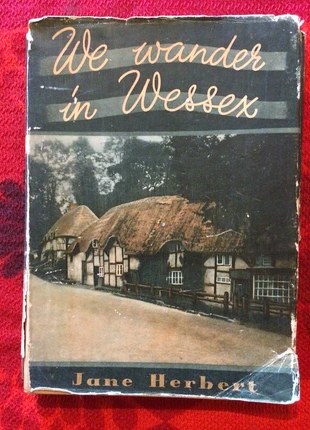 We wander
in Wessex
Jane Herbert